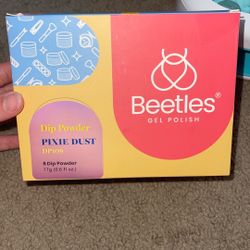 Beetles®
GEL POLISH
Dip Powder
PIXIE DUST
8 Dip Powder
17g (0.6 fl oz.)